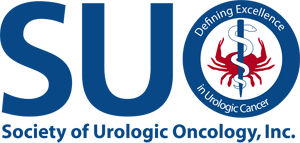 SUO
Defining Excellence
in Urologic Cancer
Society of Urologic Oncology, Inc.